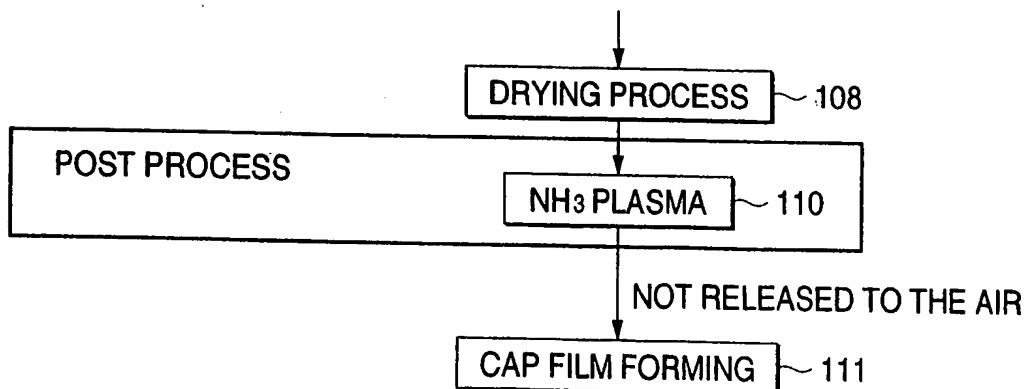 DRYING PROCESS 108
POST PROCESS
NH3 PLASMA 110
NOT RELEASED TO THE AIR
CAP FILM FORMING 111